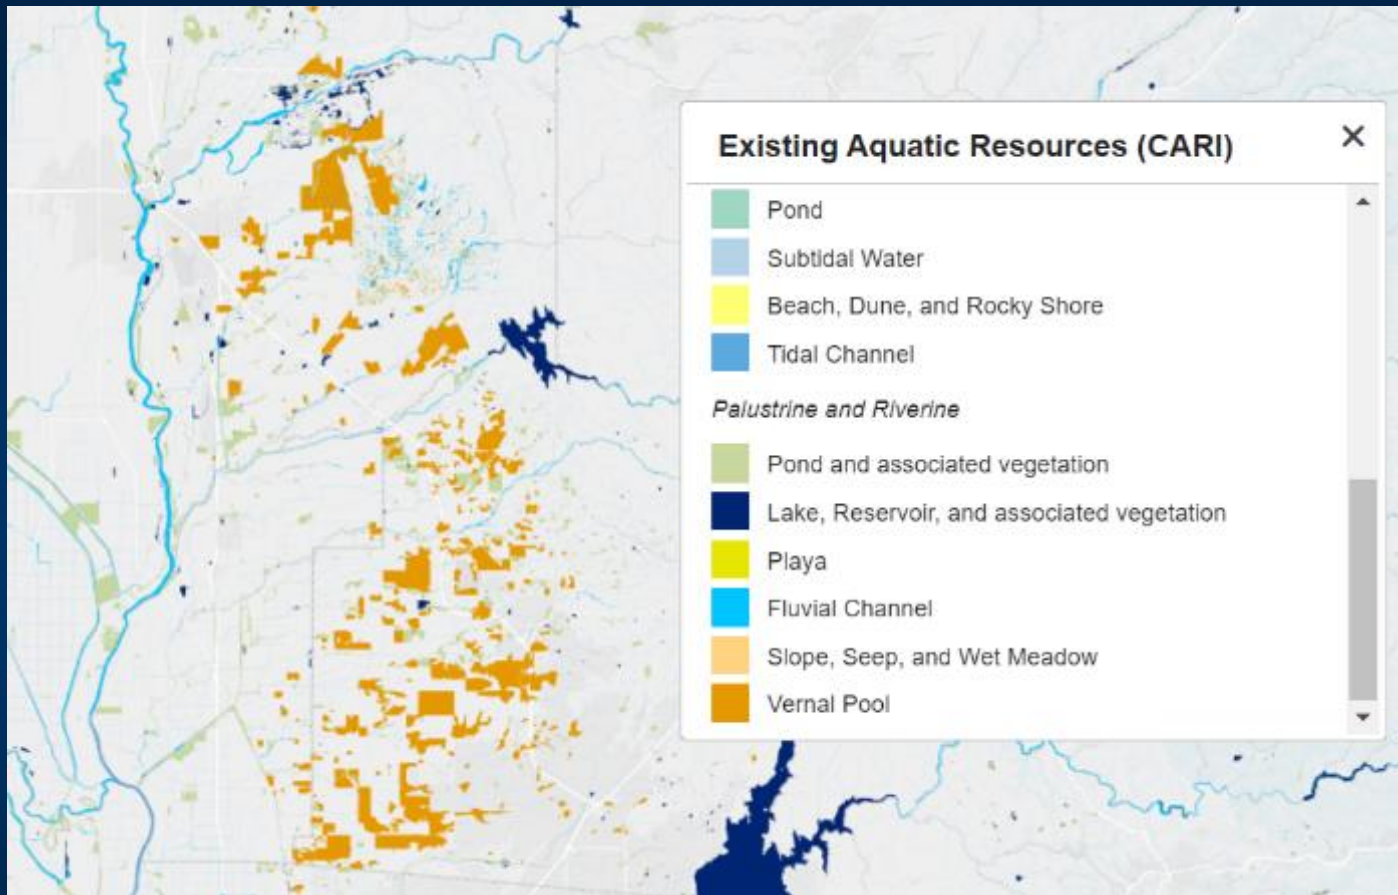 Existing Aquatic Resources (CARI)
Pond
Subtidal Water
Beach, Dune, and Rocky Shore
Tidal Channel
Palustrine and Riverine
Pond and associated vegetation
Lake, Reservoir, and associated vegetation
Playa
Fluvial Channel
Slope, Seep, and Wet Meadow
Vernal Pool